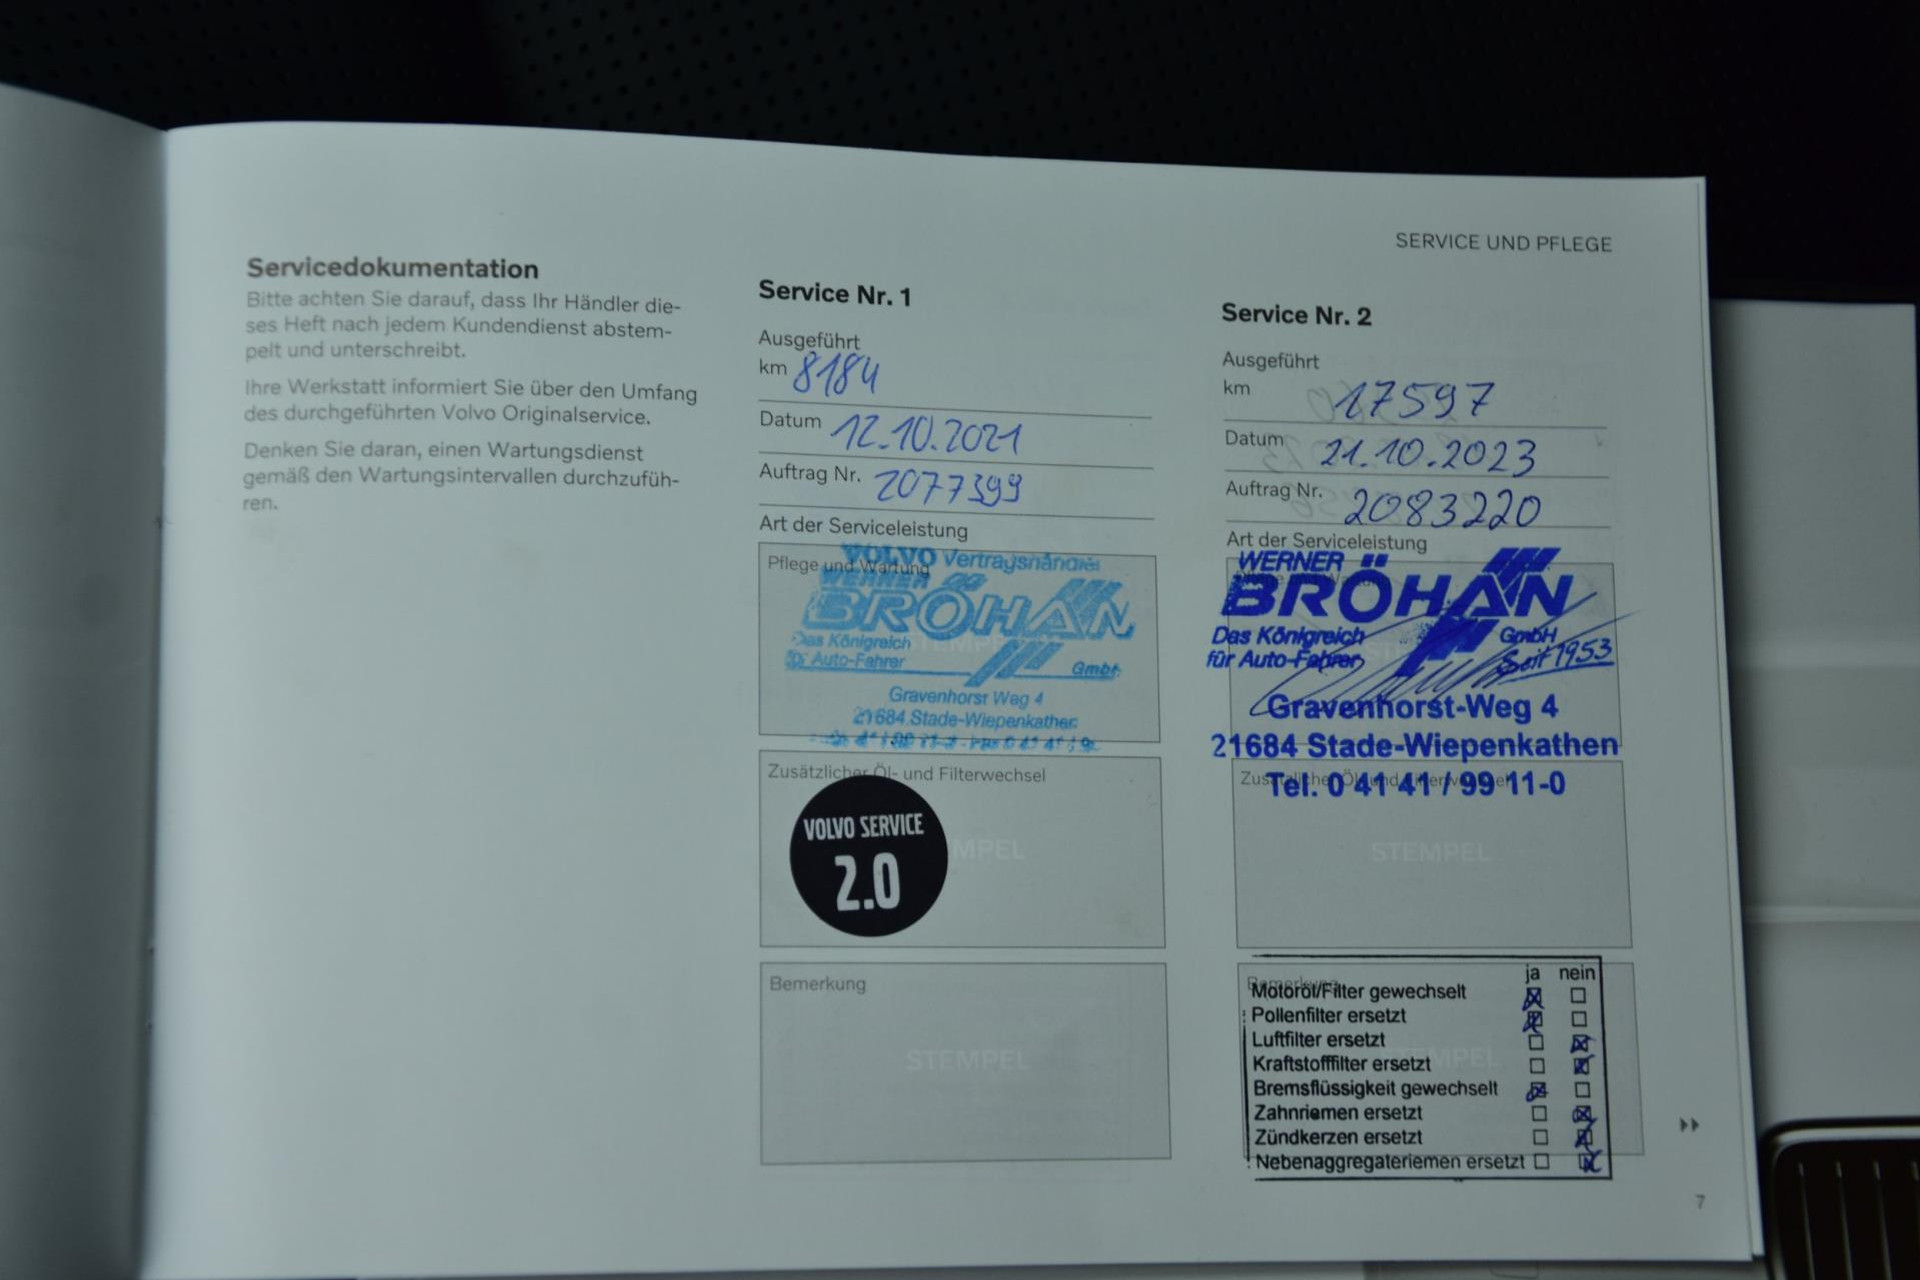 SERVICE UND PFLEGE
Servicedokumentation
Bitte achten Sie darauf, dass Ihr Händler die-
ses Heft nach jedem Kundendienst abstem-
pelt und unterschreibt.
Ihre Werkstatt informiert Sie über den Umfang
des durchgeführten Volvo Originalservice.
Denken Sie daran, einen Wartungsdienst
gemäß den Wartungsintervallen durchzufüh-
ren.
Service Nr. 1
Ausgeführt
km 8184
Datum 12.10.2021
Auftrag Nr. 2077399
Art der Serviceleistung
Pflege und Wartung
VOLVO Vertragshändler
WERNER
BRÖHAN
Das Königreich
für Auto-Fahrer
GmbH
Gravenhorst Weg 4
21684 Stade-Wiepenkathen
Zusätzlicher Öl- und Filterwechsel
VOLVO SERVICE
2.0
Bemerkung
STEMPEL
Service Nr. 2
Ausgeführt
km 17597
Datum 21.10.2023
Auftrag Nr. 2083220
Art der Serviceleistung
WERNER
BRÖHAN
Das Königreich
für Auto-Fahrer
GmbH
Seit 1953
Gravenhorst-Weg 4
21684 Stade-Wiepenkathen
Tel. 0 41 41 / 99 11-0
STEMPEL
ja nein
Motoröl/Filter gewechselt
Pollenfilter ersetzt
Luftfilter ersetzt
Kraftstofffilter ersetzt
Bremsflüssigkeit gewechselt
Zahnriemen ersetzt
Zündkerzen ersetzt
Nebenaggregateriemen ersetzt
7